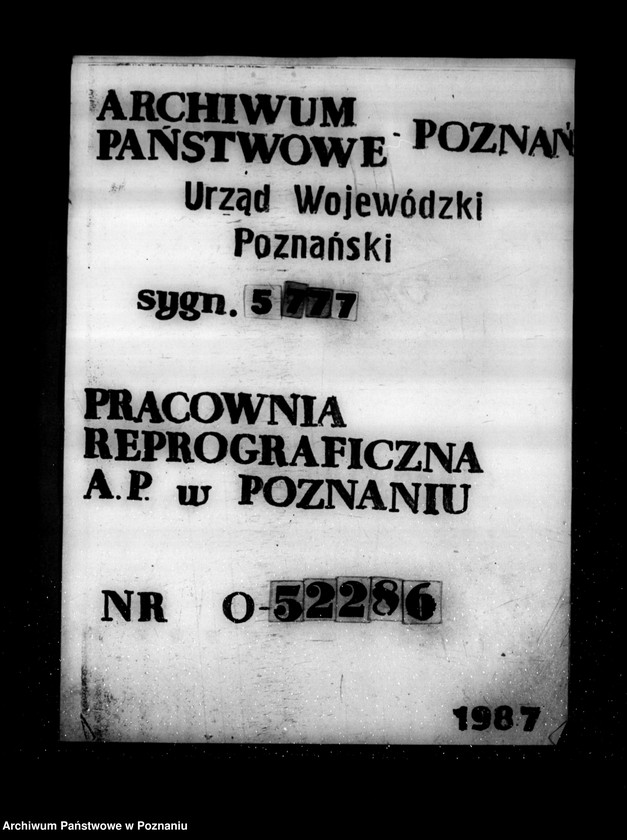 ARCHIWUM
PAŃSTWOWE - POZNAŃ
Urząd Wojewódzki
Poznański
sygn. 5777
PRACOWNIA
REPROGRAFICZNA
A.P. w POZNANIU
NR O-52286
1987
Archiwum Państwowe w Poznaniu